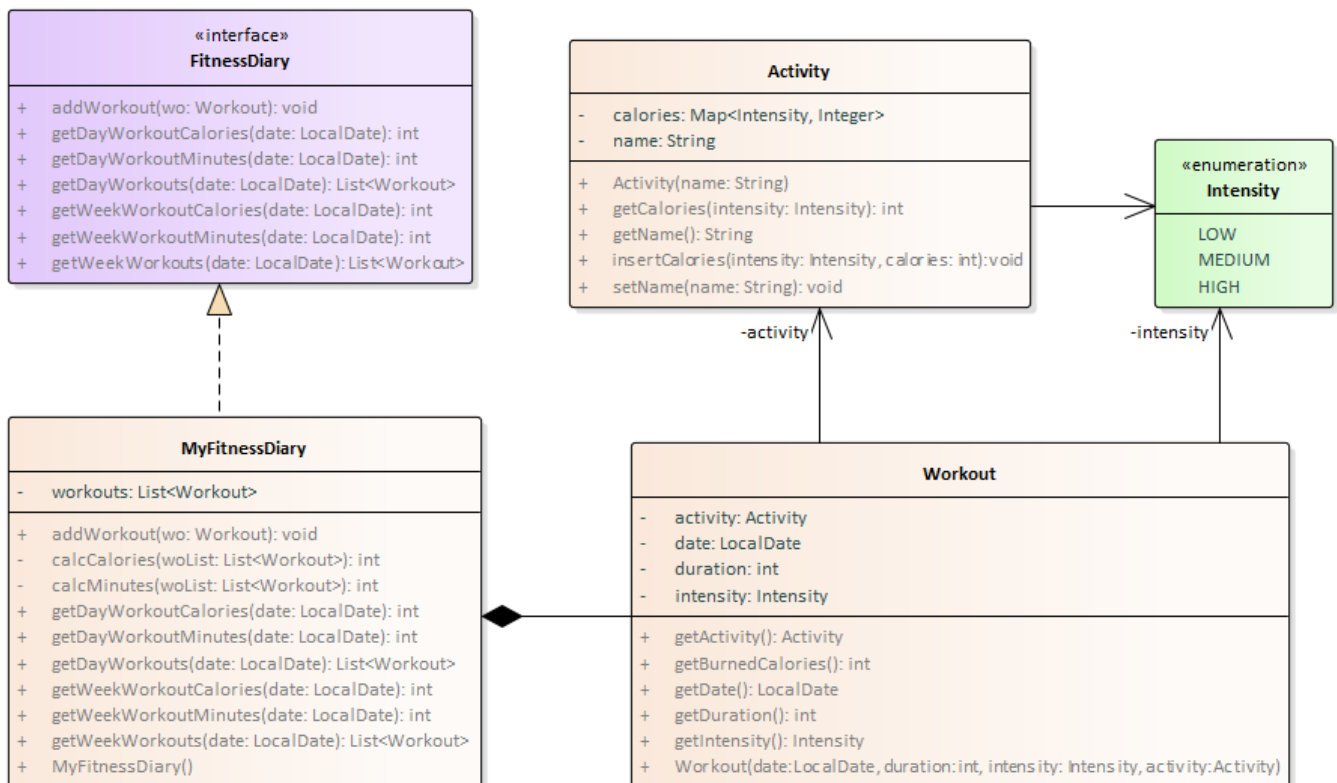 «interface»
FitnessDiary
+ addWorkout(wo: Workout): void
+ getDayWorkoutCalories(date: LocalDate): int
+ getDayWorkoutMinutes(date: LocalDate): int
+ getDayWorkouts(date: LocalDate): List<Workout>
+ getWeekWorkoutCalories(date: LocalDate): int
+ getWeekWorkoutMinutes(date: LocalDate): int
+ getWeekWorkouts(date: LocalDate): List<Workout>
Activity
- calories: Map<Intensity, Integer>
- name: String
+ Activity(name: String)
+ getCalories(intensity: Intensity): int
+ getName(): String
+ insertCalories(intensity: Intensity, calories: int):void
+ setName(name: String): void
«enumeration»
Intensity
LOW
MEDIUM
HIGH
-activity
-intensity
MyFitnessDiary
- workouts: List<Workout>
+ addWorkout(wo: Workout): void
- calcCalories(woList: List<Workout>): int
- calcMinutes(woList: List<Workout>): int
+ getDayWorkoutCalories(date: LocalDate): int
+ getDayWorkoutMinutes(date: LocalDate): int
+ getDayWorkouts(date: LocalDate): List<Workout>
+ getWeekWorkoutCalories(date: LocalDate): int
+ getWeekWorkoutMinutes(date: LocalDate): int
+ getWeekWorkouts(date: LocalDate): List<Workout>
+ MyFitnessDiary()
Workout
- activity: Activity
- date: LocalDate
- duration: int
- intensity: Intensity
+ getActivity(): Activity
+ getBurnedCalories(): int
+ getDate(): LocalDate
+ getDuration(): int
+ getIntensity(): Intensity
+ Workout(date:LocalDate, duration:int, intensity: Intensity, activity:Activity)